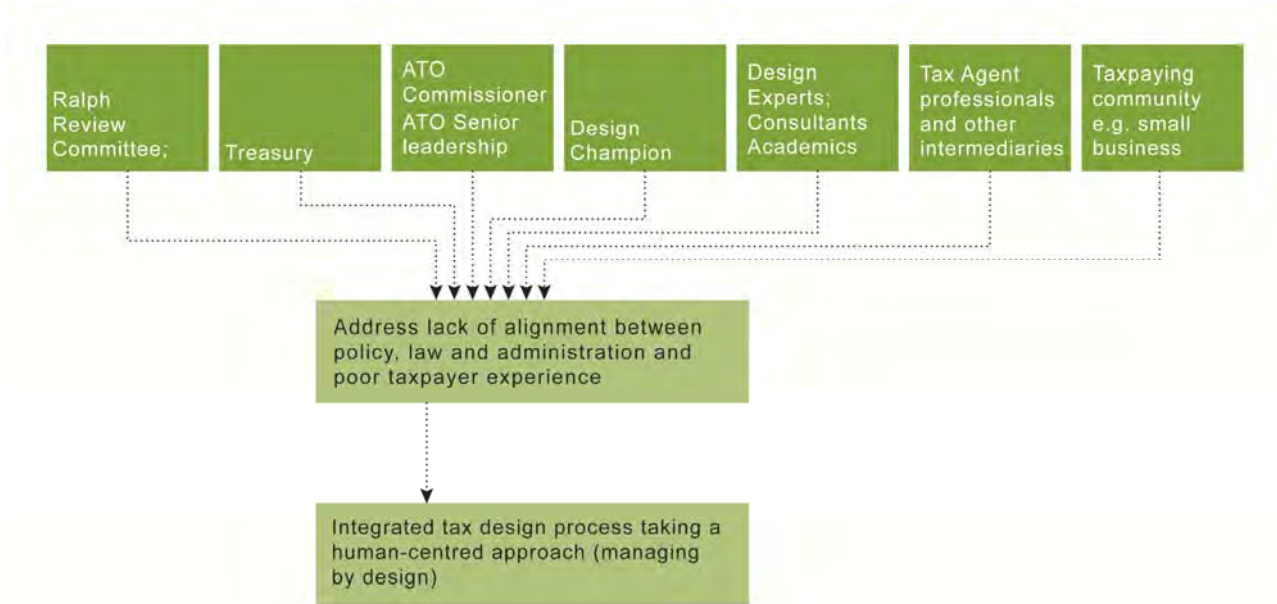 Ralph
Review
Committee;
Treasury
ATO
Commissioner
ATO Senior
leadership
Design
Champion
Design
Experts;
Consultants
Academics
Tax Agent
professionals
and other
intermediaries
Taxpaying
community
e.g. small
business
Address lack of alignment between
policy, law and administration and
poor taxpayer experience
Integrated tax design process taking a
human-centred approach (managing
by design)